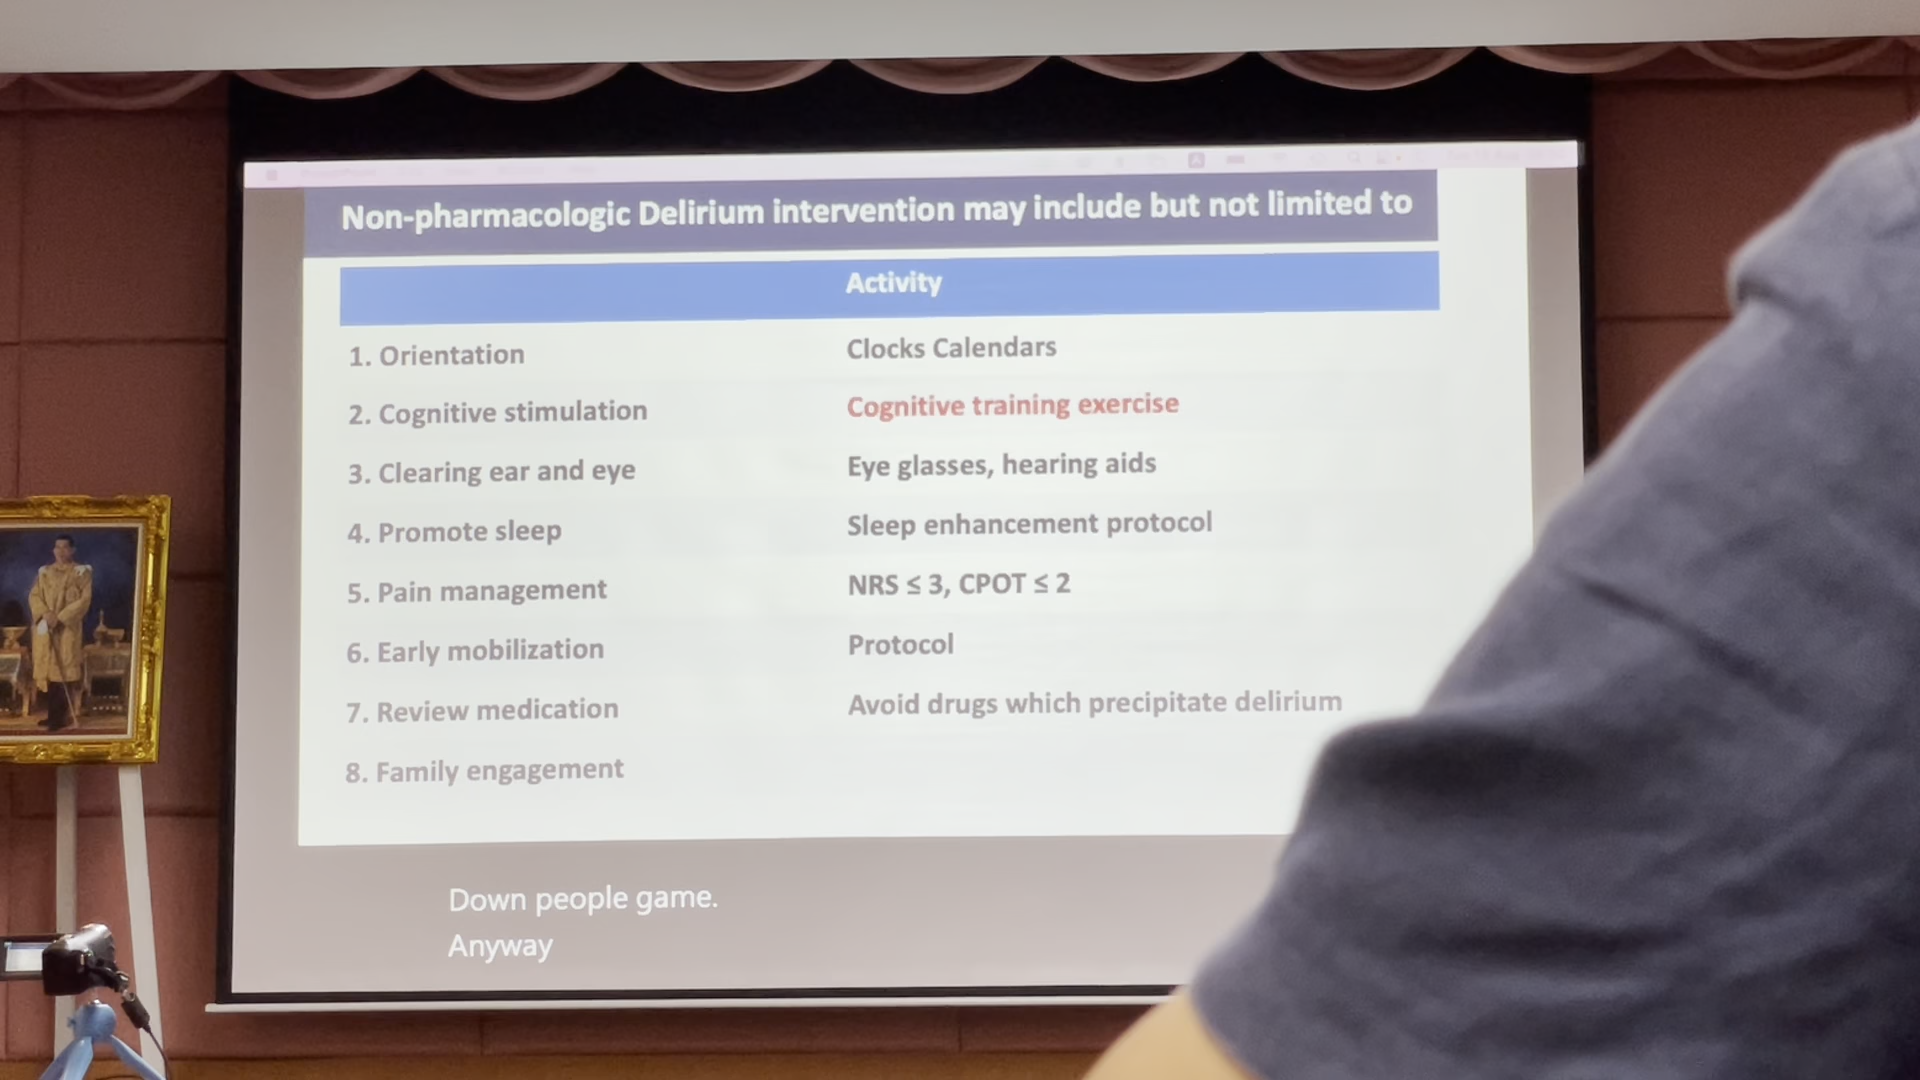 Non-pharmacologic Delirium intervention may include but not limited to
Activity
1. Orientation Clocks Calendars
2. Cognitive stimulation Cognitive training exercise
3. Clearing ear and eye Eye glasses, hearing aids
4. Promote sleep Sleep enhancement protocol
5. Pain management NRS ≤ 3, CPOT ≤ 2
6. Early mobilization Protocol
7. Review medication Avoid drugs which precipitate delirium
8. Family engagement
Down people game.
Anyway